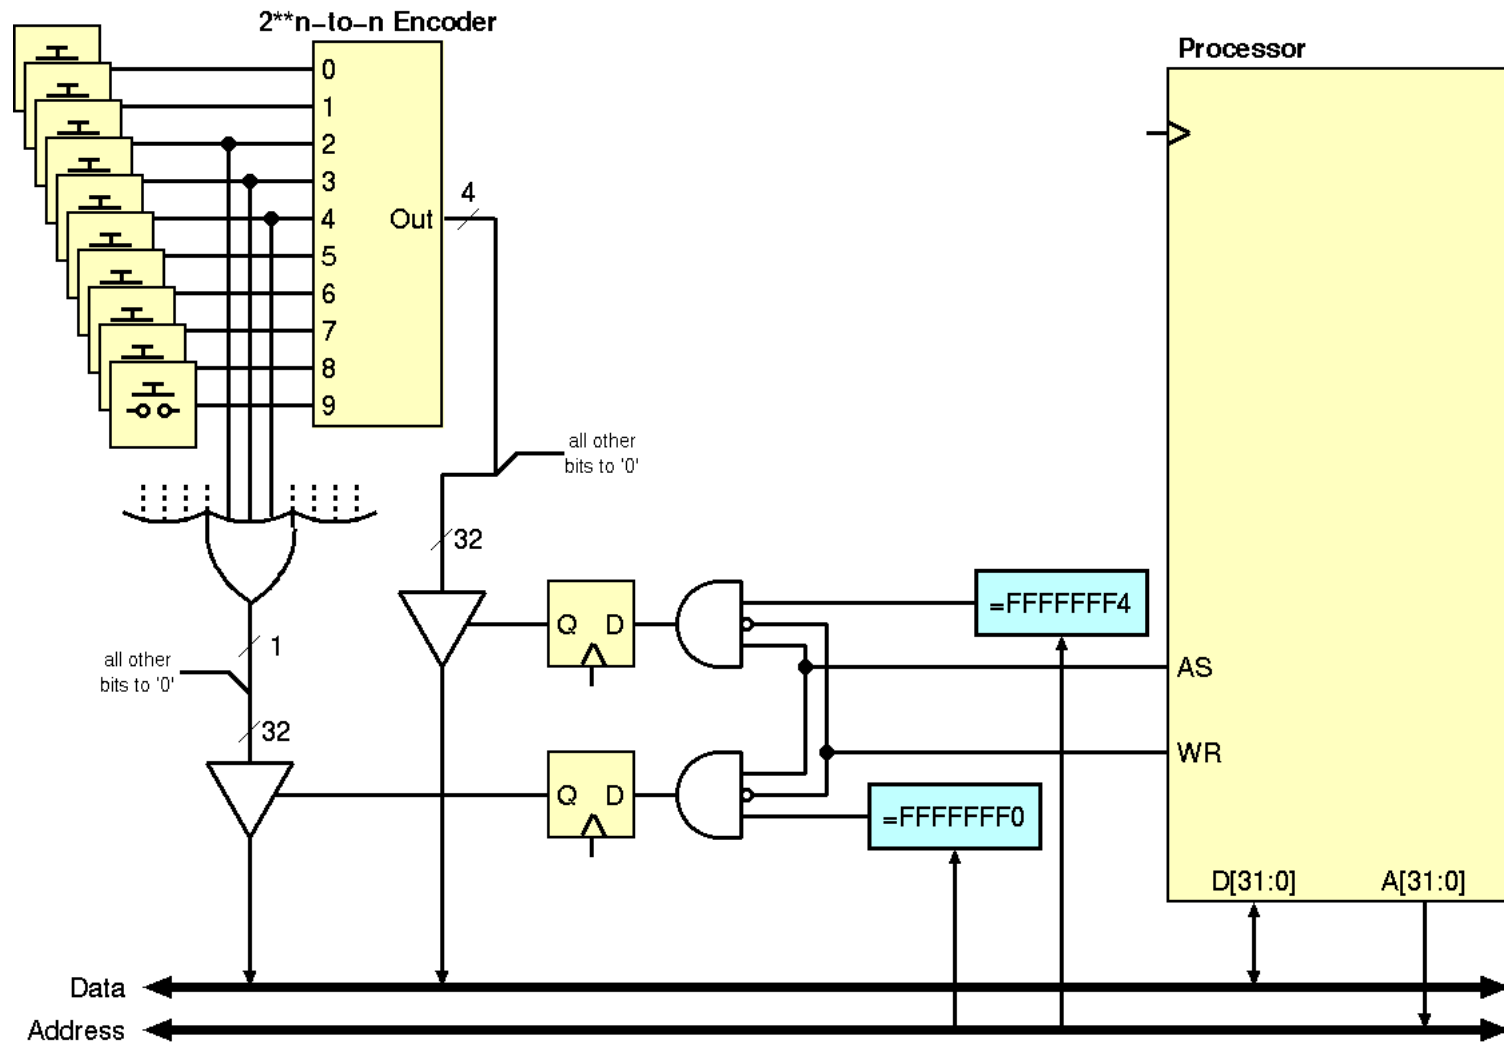 2**n-to-n Encoder
Processor
0
1
2
3
4
5
6
7
8
9
Out
4
all other
bits to '0'
32
1
all other
bits to '0'
32
Q D
=FFFFFFF4
AS
WR
Q D
=FFFFFFF0
D[31:0]
A[31:0]
Data
Address